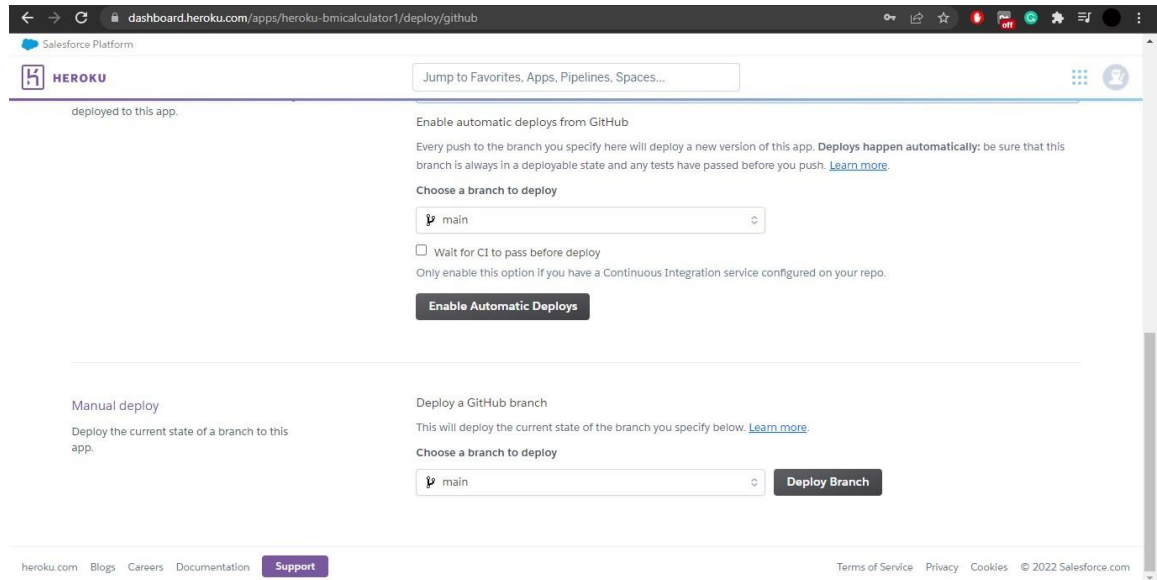 dashboard.heroku.com/apps/heroku-bmicalculator1/deploy/github
off
Salesforce Platform
HEROKU
Jump to Favorites, Apps, Pipelines, Spaces...
deployed to this app.
Enable automatic deploys from GitHub
Every push to the branch you specify here will deploy a new version of this app. Deploys happen automatically: be sure that this
branch is always in a deployable state and any tests have passed before you push. Learn more.
Choose a branch to deploy
main
Wait for CI to pass before deploy
Only enable this option if you have a Continuous Integration service configured on your repo.
Enable Automatic Deploys
Manual deploy
Deploy the current state of a branch to this
app.
Deploy a GitHub branch
This will deploy the current state of the branch you specify below. Learn more.
Choose a branch to deploy
main
Deploy Branch
heroku.com Blogs Careers Documentation Support
Terms of Service Privacy Cookies © 2022 Salesforce.com